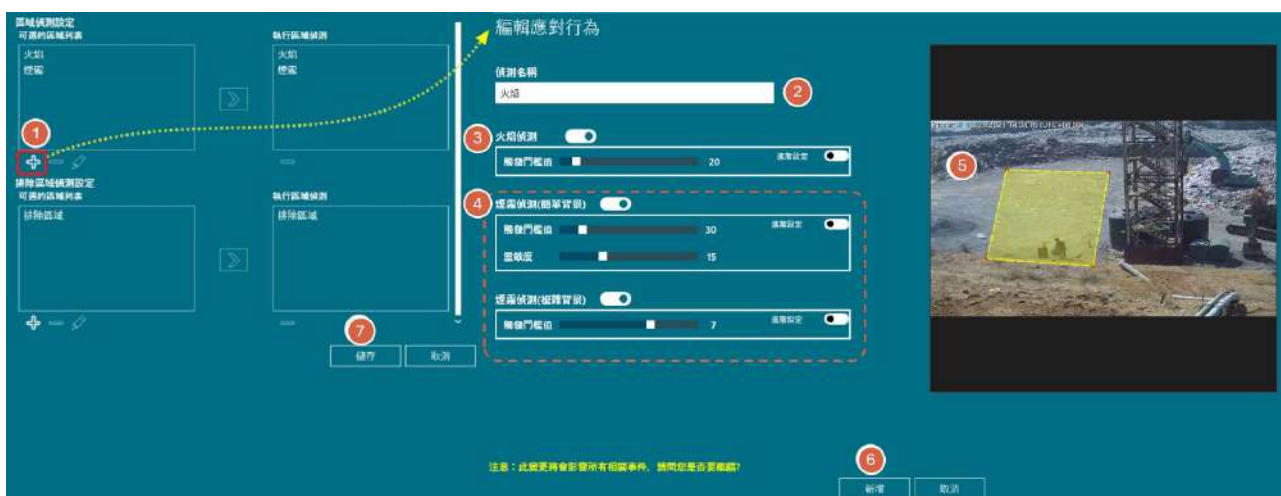 區域偵測設定
可選的區域列表
執行區域偵測
火焰
煙霧
火焰
1
排除區域偵測設定
可選的區域列表
執行區域偵測
排除區域
排除區域
7
儲存
取消
編輯應對行為
偵測名稱
火焰
2
3
火焰偵測
觸發門檻值
20
進階設定
4
煙霧偵測(簡單背景)
觸發門檻值
30
進階設定
靈敏度
15
煙霧偵測(複雜背景)
觸發門檻值
7
進階設定
5
注意：此變更將會影響所有相關事件，請問您是否要繼續?
6
新增
取消